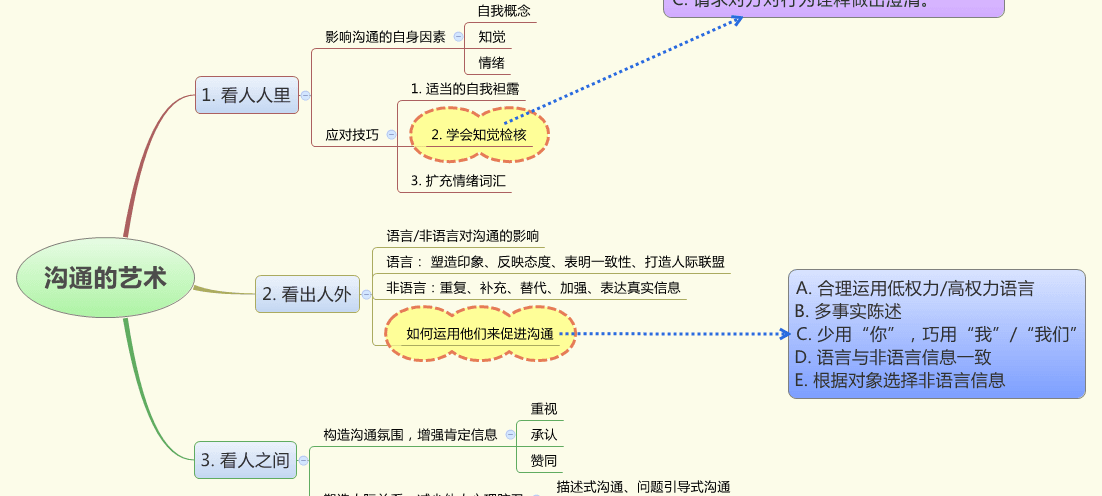 C. 请求对方对行为诠释做出澄清。
沟通的艺术
1. 看人人里
影响沟通的自身因素
自我概念
知觉
情绪
应对技巧
1. 适当的自我袒露
2. 学会知觉检核
3. 扩充情绪词汇
2. 看出人外
语言/非语言对沟通的影响
语言： 塑造印象、反映态度、表明一致性、打造人际联盟
非语言：重复、补充、替代、加强、表达真实信息
如何运用他们来促进沟通
A. 合理运用低权力/高权力语言
B. 多事实陈述
C. 少用“你”，巧用“我”/“我们”
D. 语言与非语言信息一致
E. 根据对象选择非语言信息
3. 看人之间
构造沟通氛围，增强肯定信息
重视
承认
赞同
描述式沟通、问题引导式沟通